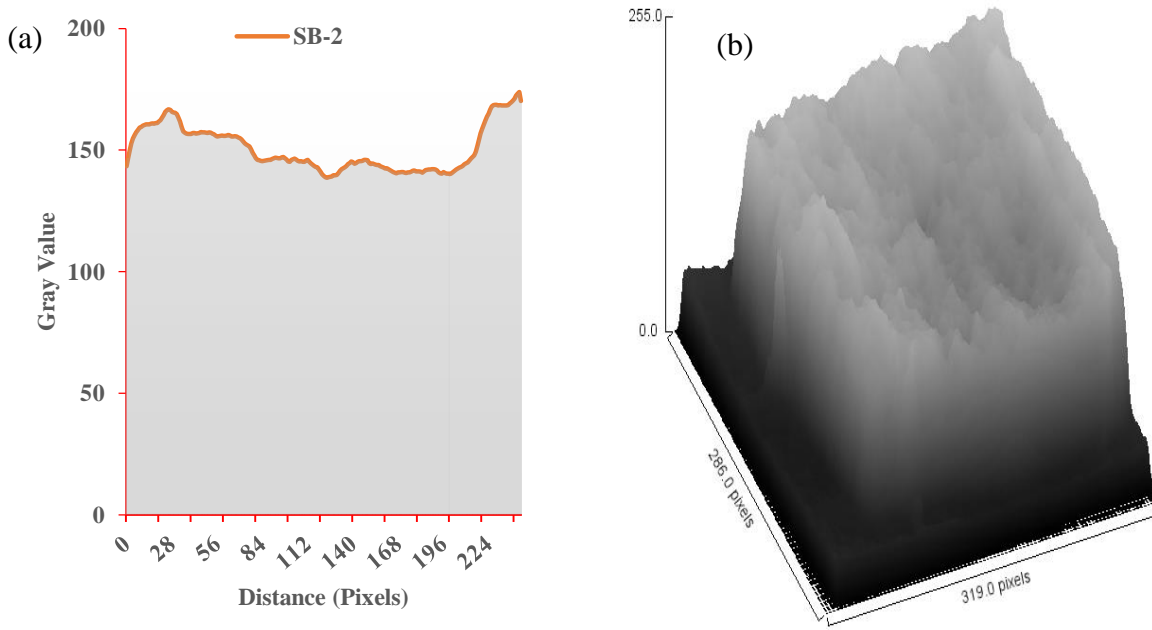 (a)
SB-2
200
150
100
50
0
Gray Value
0 28 56 84 112 140 168 196 224
Distance (Pixels)
(b)
255.0
0.0
286.0 pixels
319.0 pixels